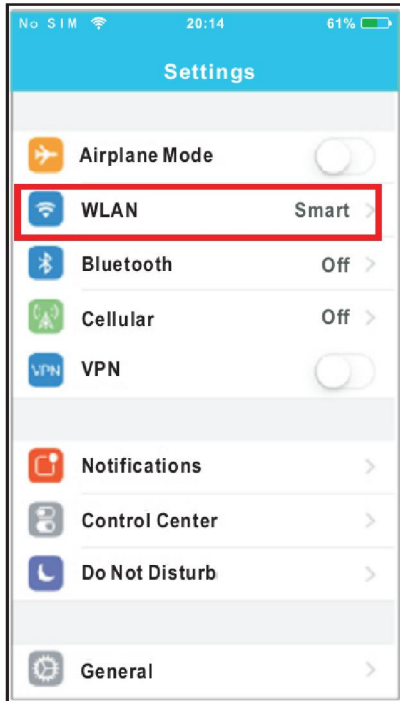 No SIM 20:14 61%
Settings
Airplane Mode
WLAN Smart
Bluetooth Off
Cellular Off
VPN VPN
Notifications
Control Center
Do Not Disturb
General